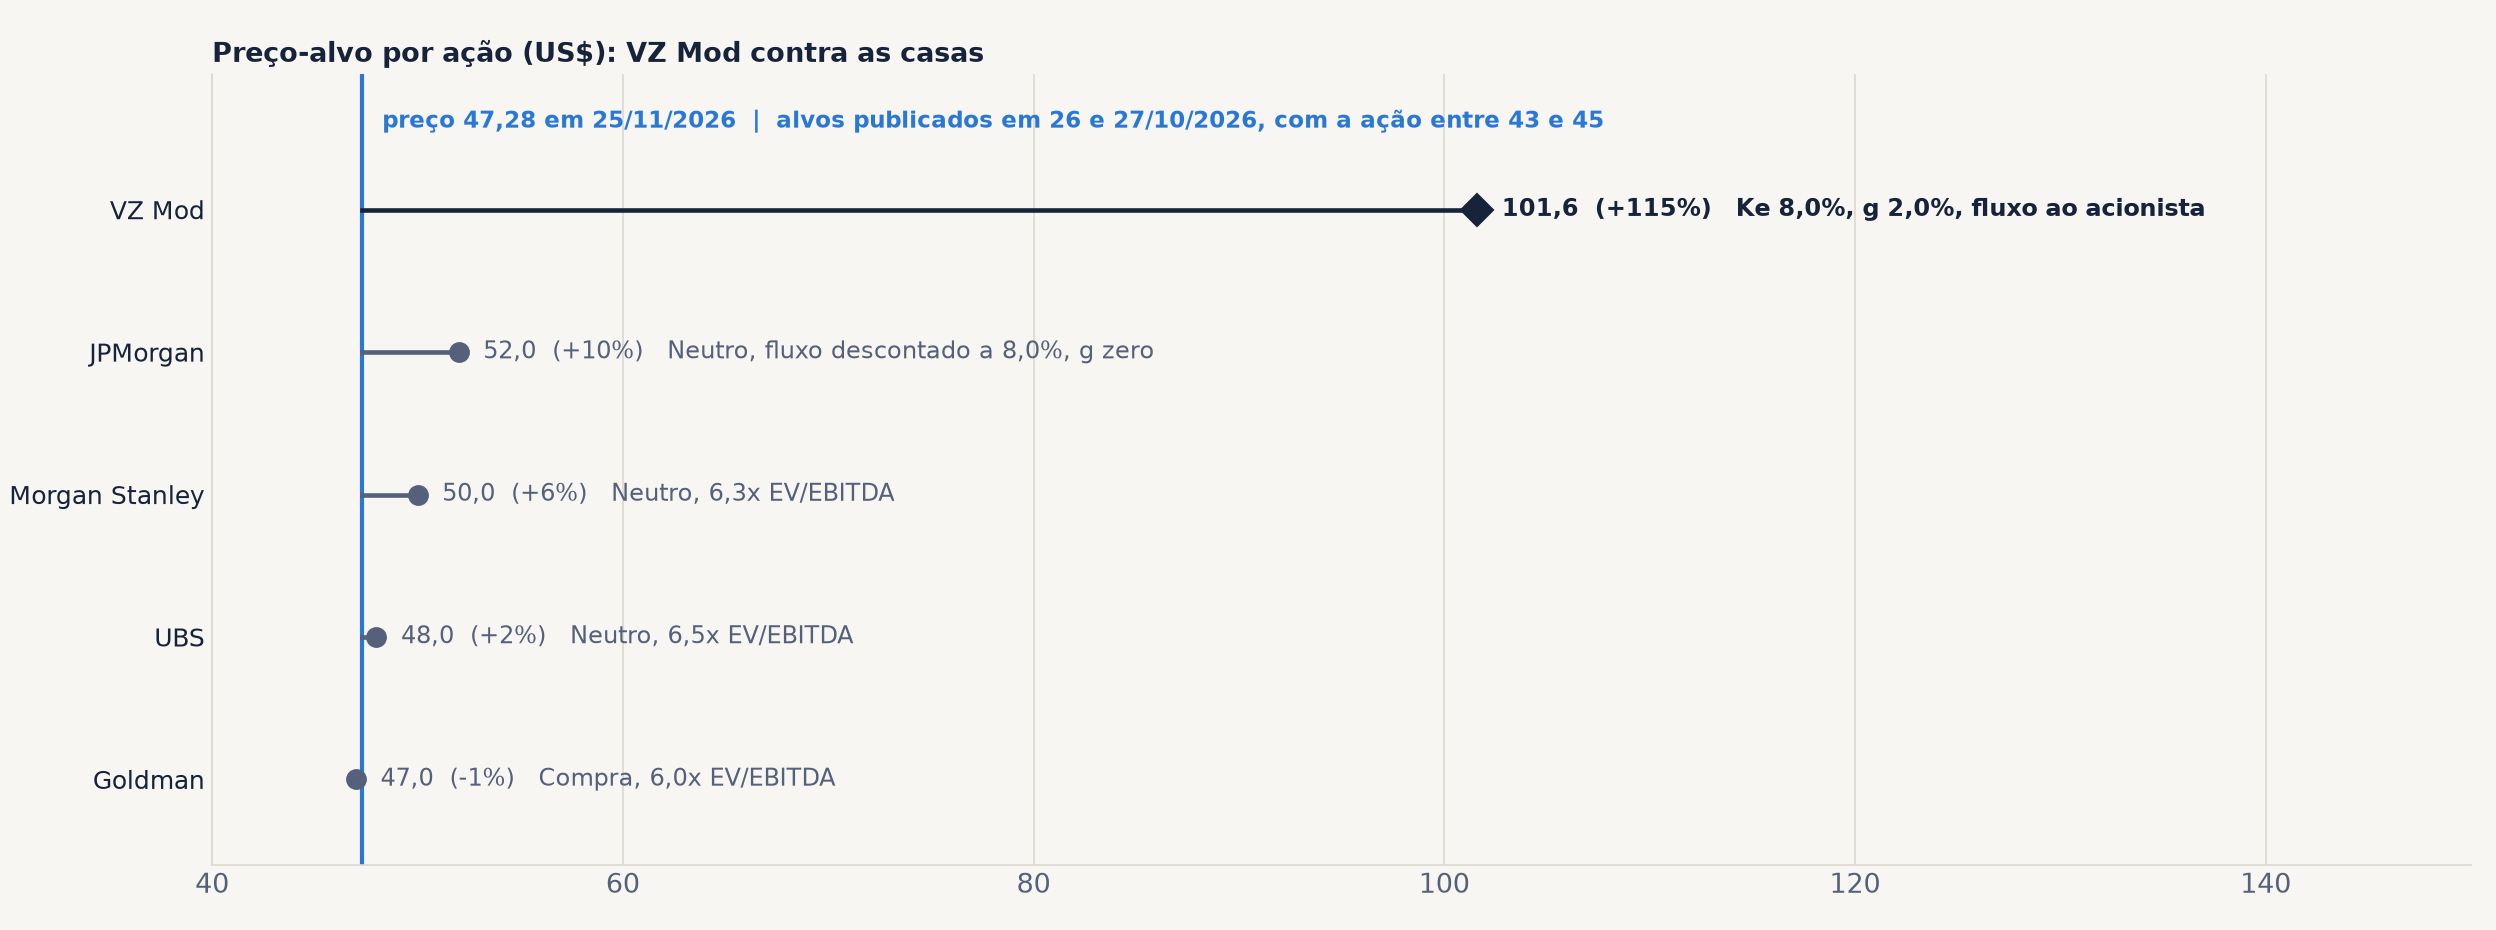 Preço-alvo por ação (US$): VZ Mod contra as casas
preço 47,28 em 25/11/2026 | alvos publicados em 26 e 27/10/2026, com a ação entre 43 e 45
VZ Mod 101,6 (+115%) Ke 8,0%, g 2,0%, fluxo ao acionista
JPMorgan 52,0 (+10%) Neutro, fluxo descontado a 8,0%, g zero
Morgan Stanley 50,0 (+6%) Neutro, 6,3x EV/EBITDA
UBS 48,0 (+2%) Neutro, 6,5x EV/EBITDA
Goldman 47,0 (-1%) Compra, 6,0x EV/EBITDA
40 60 80 100 120 140